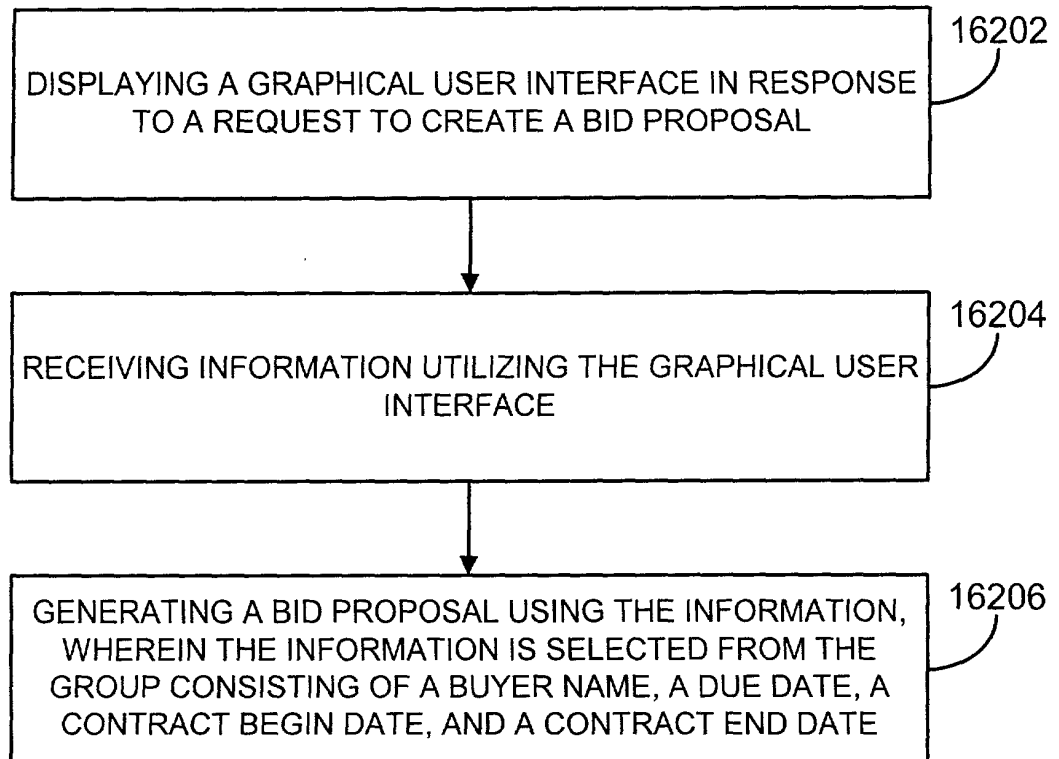 16202
DISPLAYING A GRAPHICAL USER INTERFACE IN RESPONSE
TO A REQUEST TO CREATE A BID PROPOSAL
16204
RECEIVING INFORMATION UTILIZING THE GRAPHICAL USER
INTERFACE
16206
GENERATING A BID PROPOSAL USING THE INFORMATION,
WHEREIN THE INFORMATION IS SELECTED FROM THE
GROUP CONSISTING OF A BUYER NAME, A DUE DATE, A
CONTRACT BEGIN DATE, AND A CONTRACT END DATE